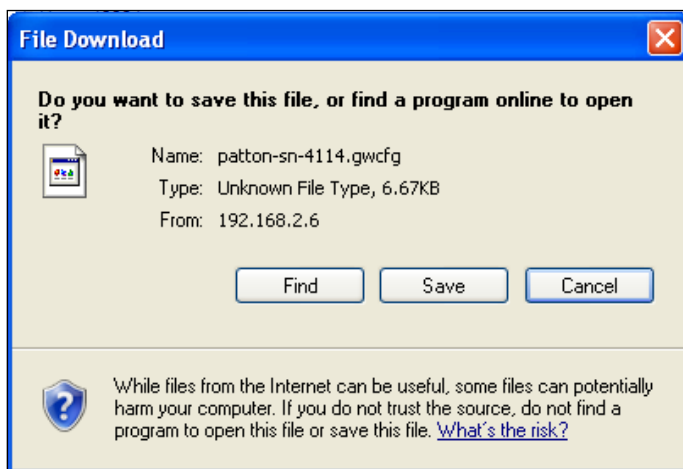 File Download
Do you want to save this file, or find a program online to open
it?
Name: patton-sn-4114.gwcfg
Type: Unknown File Type, 6.67KB
From: 192.168.2.6
Find Save Cancel
While files from the Internet can be useful, some files can potentially
harm your computer. If you do not trust the source, do not find a
program to open this file or save this file. What's the risk?